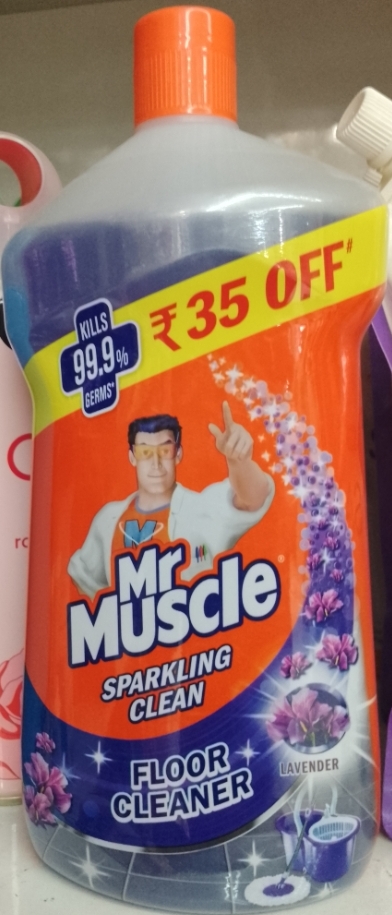 ₹ 35 OFF#
KILLS
99.9%
GERMS*
M
Mr
Muscle
SPARKLING
CLEAN
LAVENDER
FLOOR
CLEANER